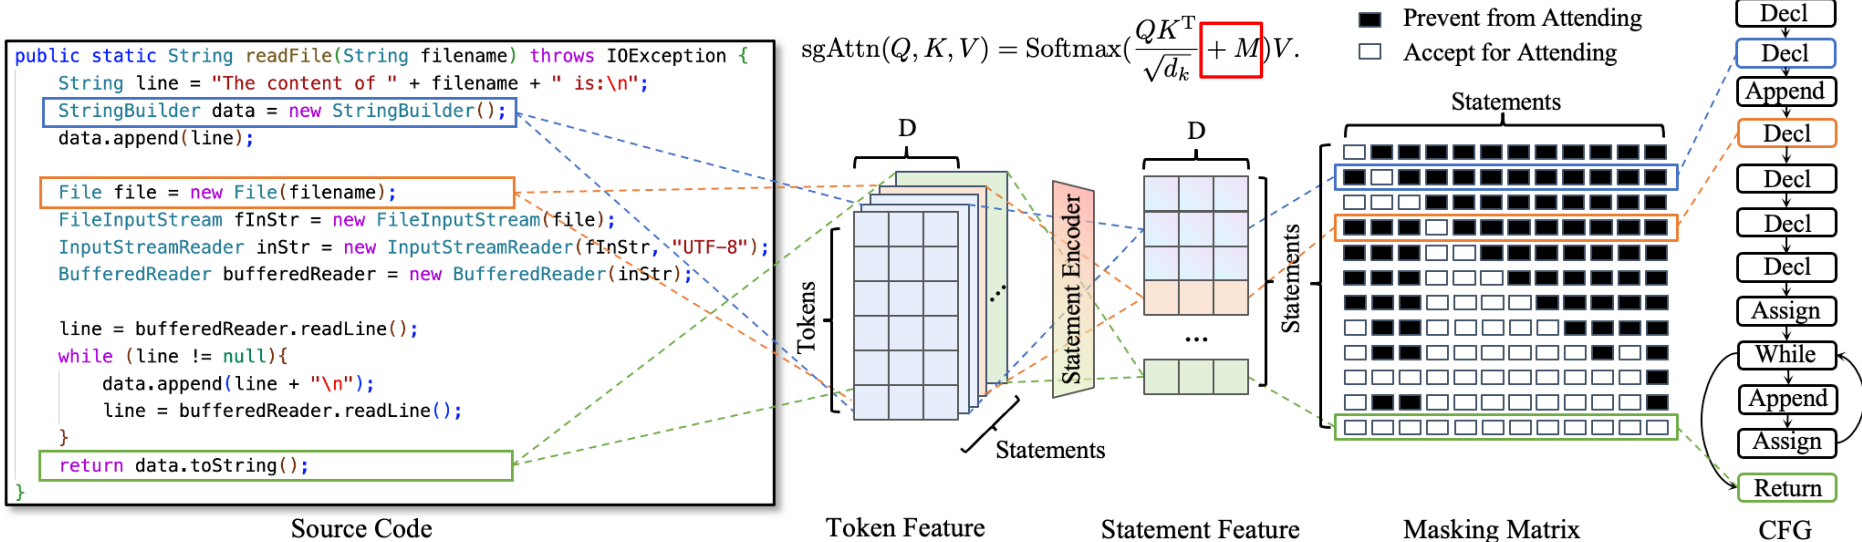 public static String readFile(String filename) throws IOException {
String line = "The content of " + filename + " is:\n";
StringBuilder data = new StringBuilder();
data.append(line);
File file = new File(filename);
FileInputStream fInStr = new FileInputStream(file);
InputStreamReader inStr = new InputStreamReader(fInStr, "UTF-8");
BufferedReader bufferedReader = new BufferedReader(inStr);
line = bufferedReader.readLine();
while (line != null){
data.append(line + "\n");
line = bufferedReader.readLine();
}
return data.toString();
}
Source Code
sgAttn(Q, K, V) = Softmax(QK^T/√d_k + M)V.
D
Tokens
...
Statements
Token Feature
Statement Encoder
D
Statements
...
Statement Feature
Prevent from Attending
Accept for Attending
Statements
Masking Matrix
Decl
Decl
Append
Decl
Decl
Decl
Decl
Assign
While
Append
Assign
Return
CFG